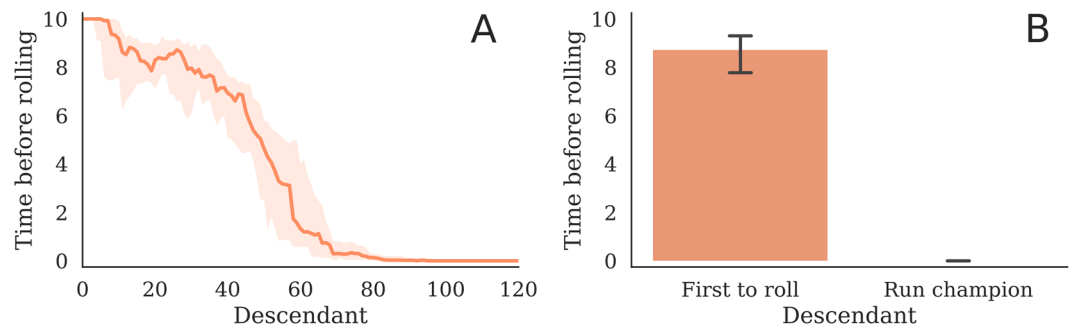 A
Time before rolling
10
8
6
4
2
0
0 20 40 60 80 100 120
Descendant
B
Time before rolling
10
8
6
4
2
0
First to roll Run champion
Descendant